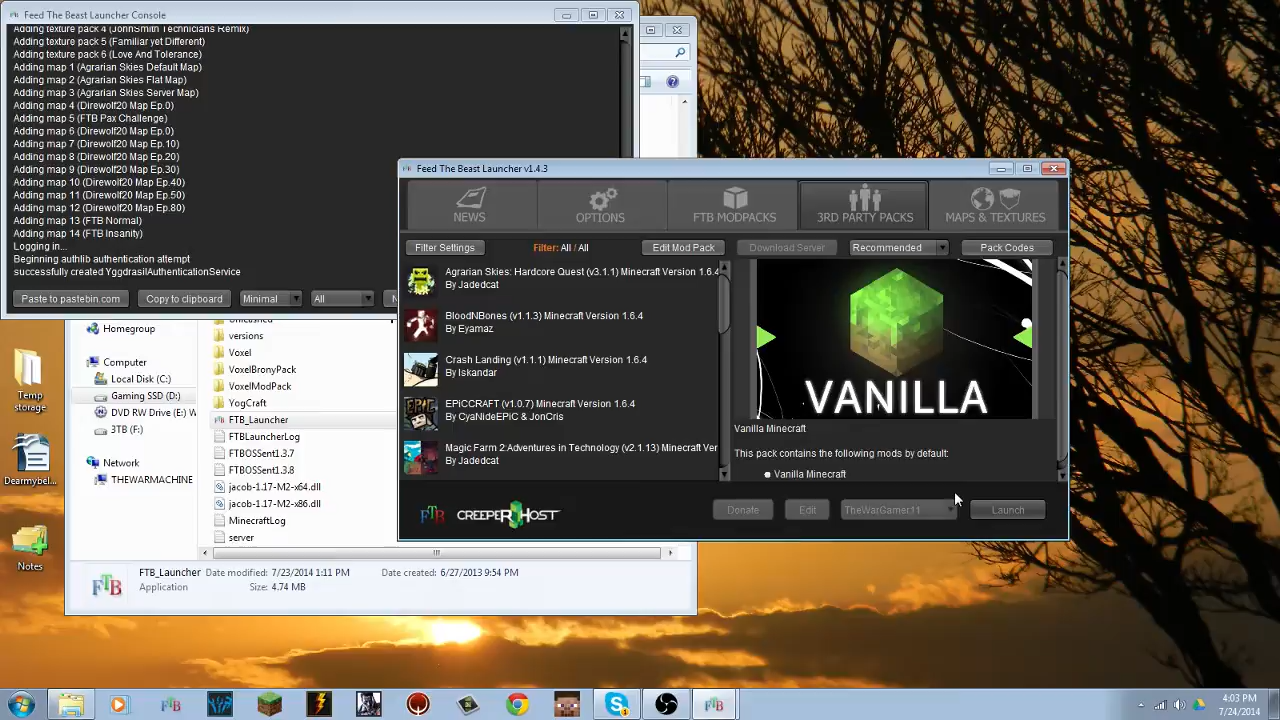 Feed The Beast Launcher Console
Adding texture pack 4 (JohnSmith Technicians Remix)
Adding texture pack 5 (Familiar yet Different)
Adding texture pack 6 (Love And Tolerance)
Adding map 1 (Agrarian Skies Default Map)
Adding map 2 (Agrarian Skies Flat Map)
Adding map 3 (Agrarian Skies Server Map)
Adding map 4 (Direwolf20 Map Ep.0)
Adding map 5 (FTB Pax Challenge)
Adding map 6 (Direwolf20 Map Ep.0)
Adding map 7 (Direwolf20 Map Ep.10)
Adding map 8 (Direwolf20 Map Ep.20)
Adding map 9 (Direwolf20 Map Ep.30)
Adding map 10 (Direwolf20 Map Ep.40)
Adding map 11 (Direwolf20 Map Ep.50)
Adding map 12 (Direwolf20 Map Ep.80)
Adding map 13 (FTB Normal)
Adding map 14 (FTB Insanity)
Logging in...
Beginning authlib authentication attempt
successfully created YggdrasilAuthenticationService
Paste to pastebin.com
Copy to clipboard
Minimal
All
Feed The Beast Launcher v1.4.3
NEWS
OPTIONS
FTB MODPACKS
3RD PARTY PACKS
MAPS & TEXTURES
Filter Settings
Filter: All / All
Edit Mod Pack
Download Server
Recommended
Pack Codes
Agrarian Skies: Hardcore Quest (v3.1.1) Minecraft Version 1.6.4
By Jadedcat
BloodNBones (v1.1.3) Minecraft Version 1.6.4
By Eyamaz
Crash Landing (v1.1.1) Minecraft Version 1.6.4
By Iskandar
EPICCRAFT (v1.0.7) Minecraft Version 1.6.4
By CyaNideEPiC & JonCris
Magic Farm 2:Adventures in Technology (v2.1.13) Minecraft Ver
By Jadedcat
VANILLA
Vanilla Minecraft
This pack contains the following mods by default:
Vanilla Minecraft
FTB
CREEPER HOST
Donate
Edit
TheWarGamer11
Launch
Homegroup
Computer
Local Disk (C:)
Gaming SSD (D:)
DVD RW Drive (E:) W
3TB (F:)
Network
THEWARMACHINE
Unleashed
versions
Voxel
VoxelBronyPack
VoxelModPack
YogCraft
FTB_Launcher
FTBLauncherLog
FTBOSSent1.3.7
FTBOSSent1.3.8
jacob-1.17-M2-x64.dll
jacob-1.17-M2-x86.dll
MinecraftLog
server
FTB_Launcher Date modified: 7/23/2014 1:11 PM Date created: 6/27/2013 9:54 PM
Application Size: 4.74 MB
Temp
storage
Dearmybel...
Notes
4:03 PM
7/24/2014